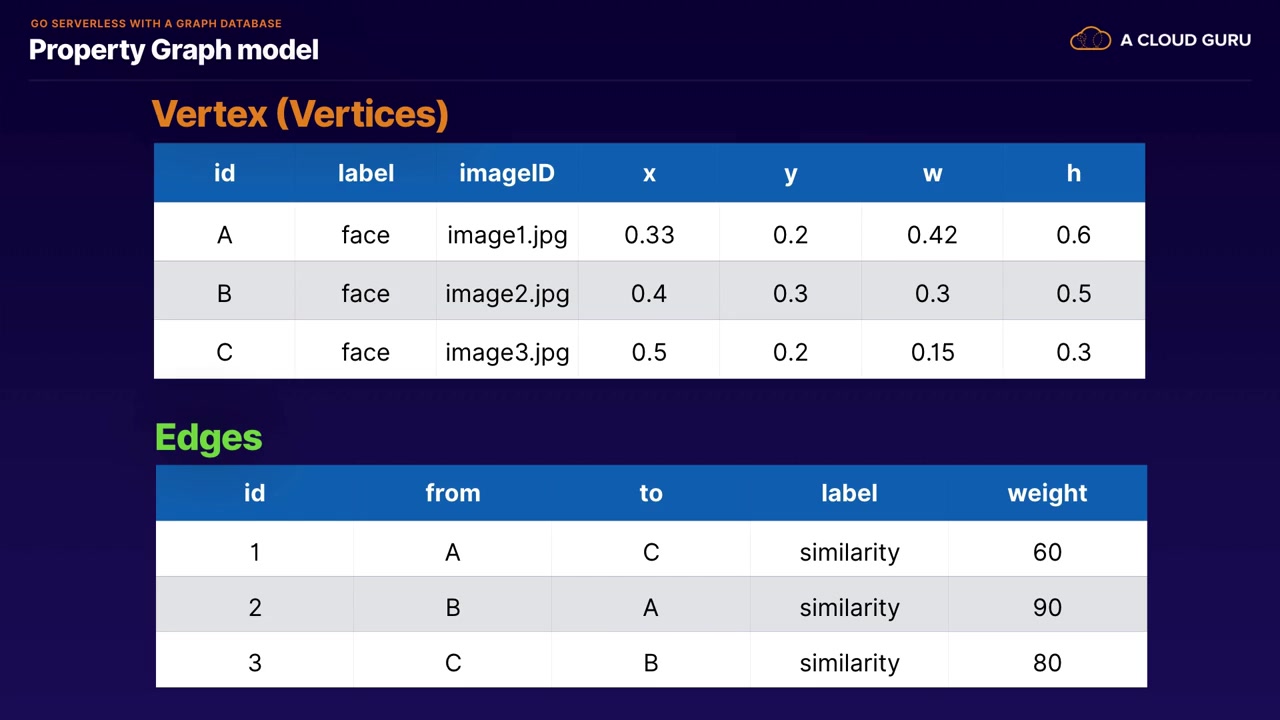 GO SERVERLESS WITH A GRAPH DATABASE
Property Graph model
A CLOUD GURU
Vertex (Vertices)
id label imageID x y w h
A face image1.jpg 0.33 0.2 0.42 0.6
B face image2.jpg 0.4 0.3 0.3 0.5
C face image3.jpg 0.5 0.2 0.15 0.3
Edges
id from to label weight
1 A C similarity 60
2 B A similarity 90
3 C B similarity 80